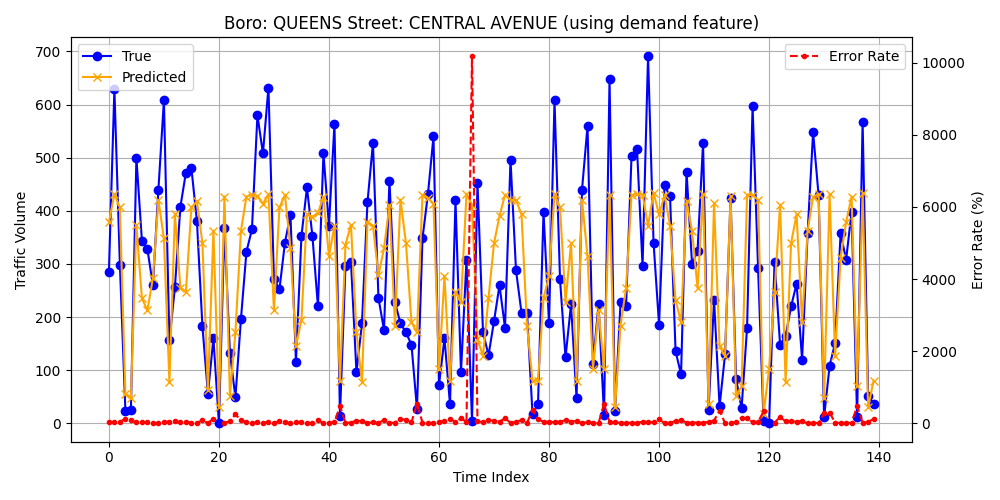 Boro: QUEENS Street: CENTRAL AVENUE (using demand feature)
True
Predicted
Error Rate
Traffic Volume
700
600
500
400
300
200
100
0
10000
8000
6000
4000
2000
0
Error Rate (%)
0 20 40 60 80 100 120 140
Time Index